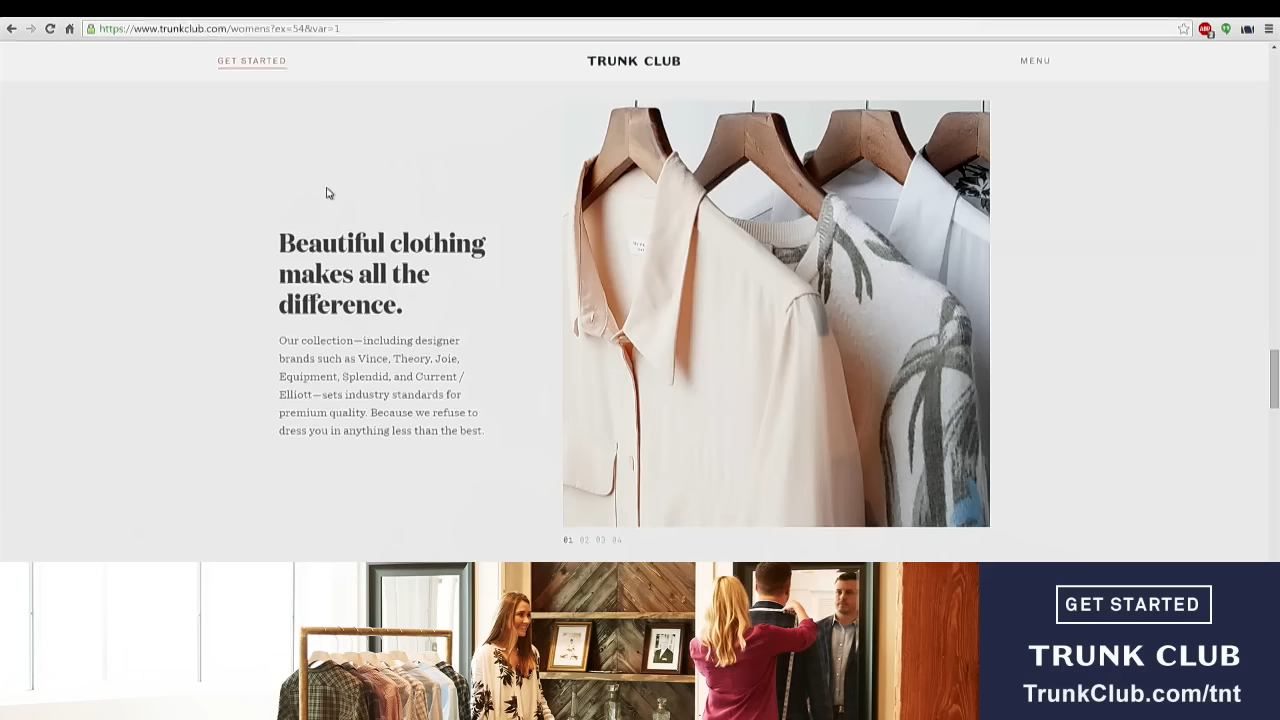 https://www.trunkclub.com/womens?ex=54&var=1
GET STARTED
TRUNK CLUB
MENU
Beautiful clothing
makes all the
difference.
Our collection—including designer
brands such as Vince, Theory, Joie,
Equipment, Splendid, and Current /
Elliott—sets industry standards for
premium quality. Because we refuse to
dress you in anything less than the best.
01 02 03 04
GET STARTED
TRUNK CLUB
TrunkClub.com/tnt